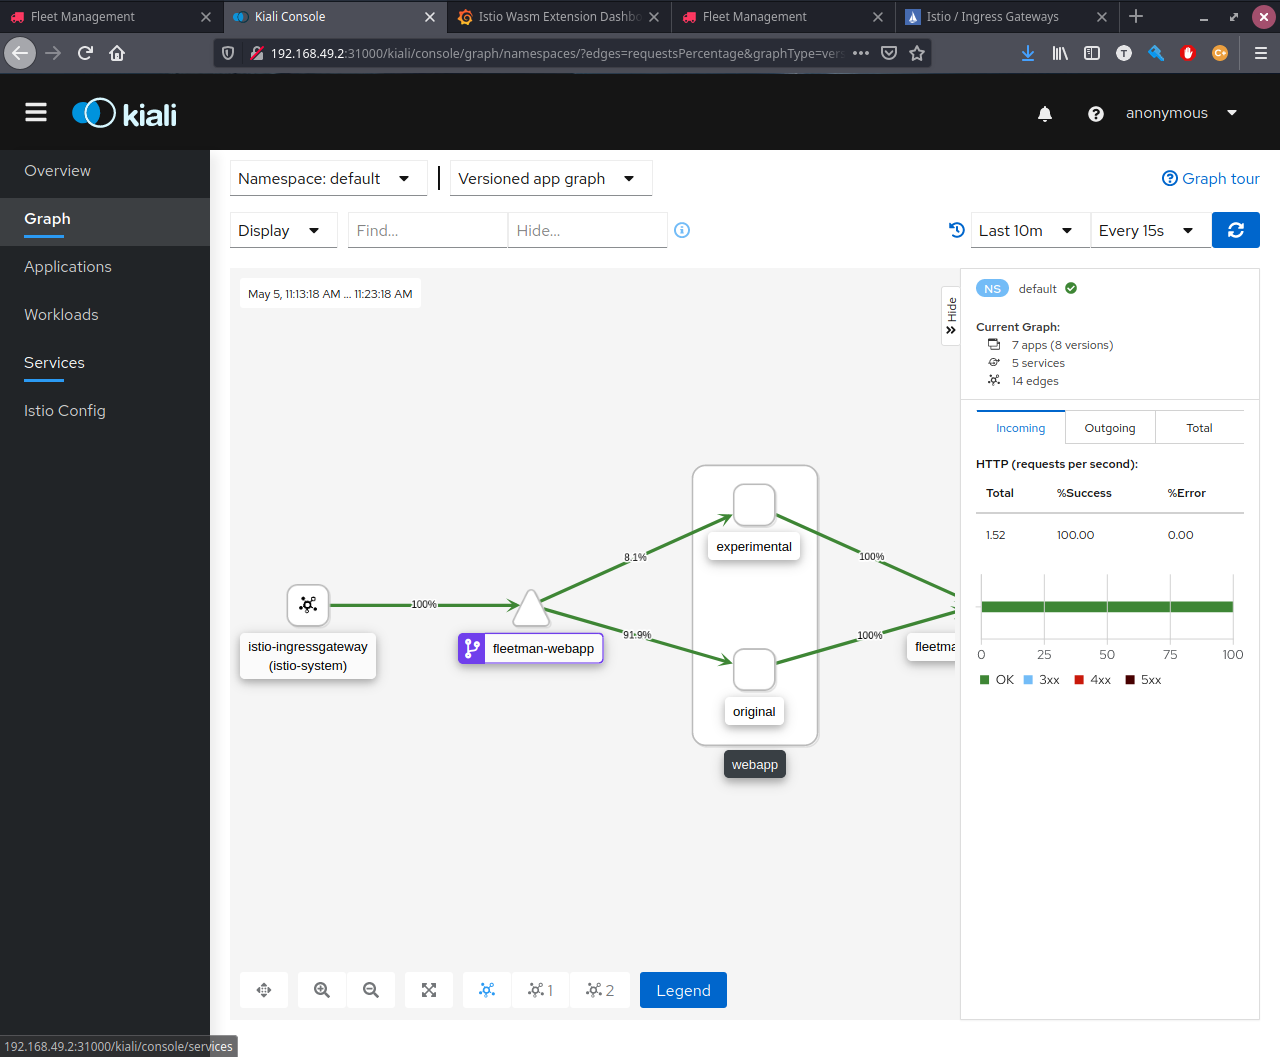 Fleet Management
Kiali Console
Istio Wasm Extension Dashbo
Fleet Management
Istio / Ingress Gateways
192.168.49.2:31000/kiali/console/graph/namespaces/?edges=requestsPercentage&graphType=ver
kiali
anonymous
Overview
Graph
Applications
Workloads
Services
Istio Config
Namespace: default
Versioned app graph
Graph tour
Display
Find...
Hide...
Last 10m
Every 15s
May 5, 11:13:18 AM ... 11:23:18 AM
Hide
NS default
Current Graph:
7 apps (8 versions)
5 services
14 edges
Incoming
Outgoing
Total
HTTP (requests per second):
Total %Success %Error
1.52 100.00 0.00
0 25 50 75 100
OK 3xx 4xx 5xx
experimental
8.1%
100%
100%
istio-ingressgateway
(istio-system)
fleetman-webapp
91.9%
100%
fleetma
original
webapp
1
2
Legend
192.168.49.2:31000/kiali/console/services